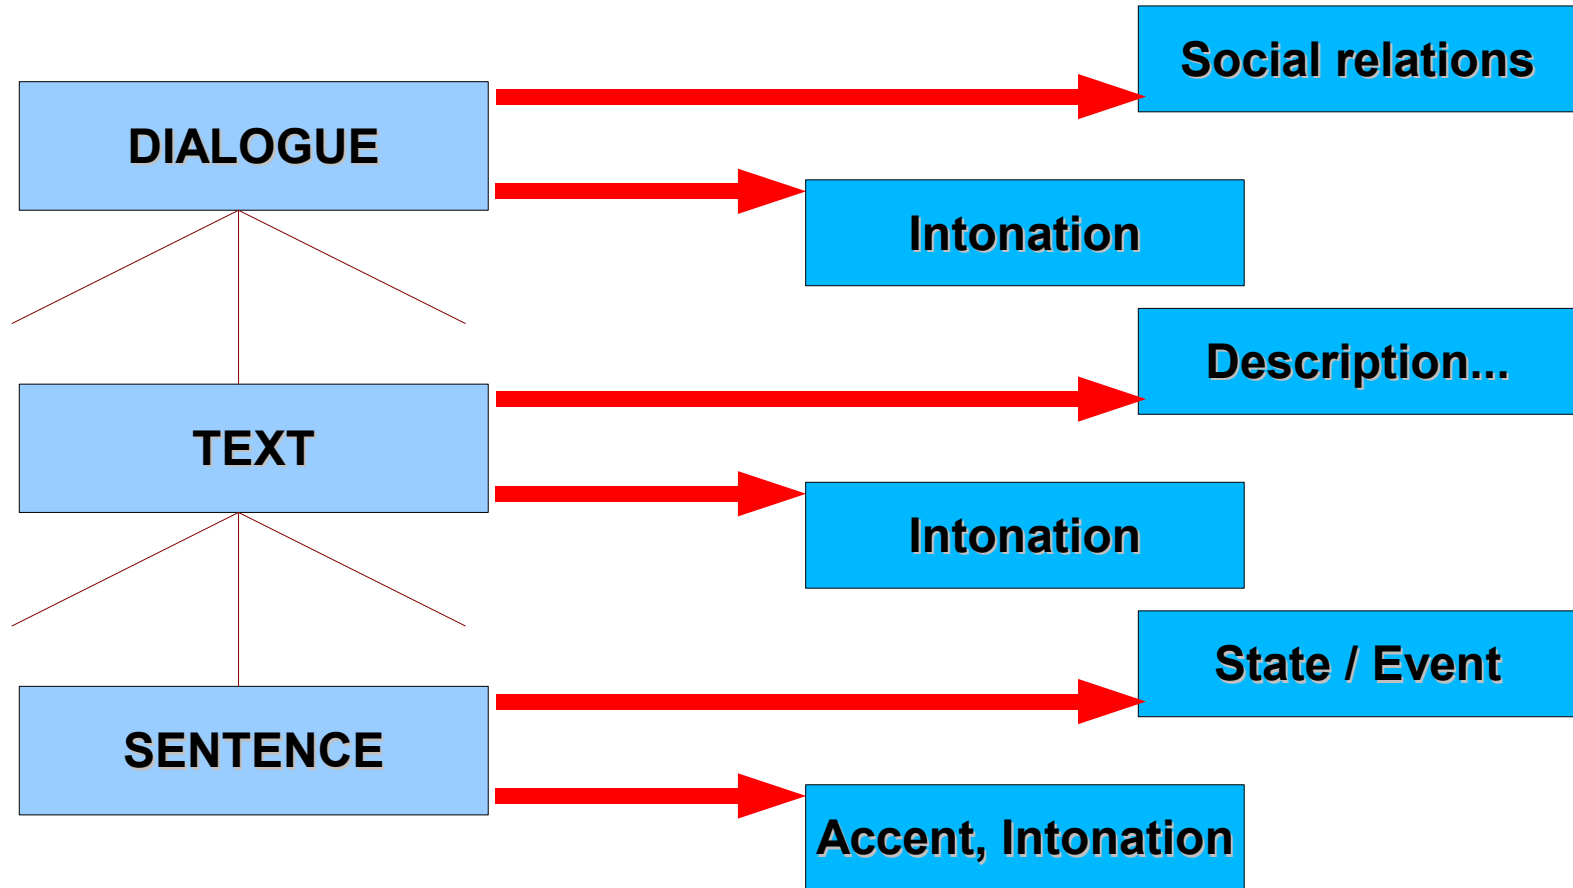 Social relations
DIALOGUE
Intonation
Description...
TEXT
Intonation
State / Event
SENTENCE
Accent, Intonation